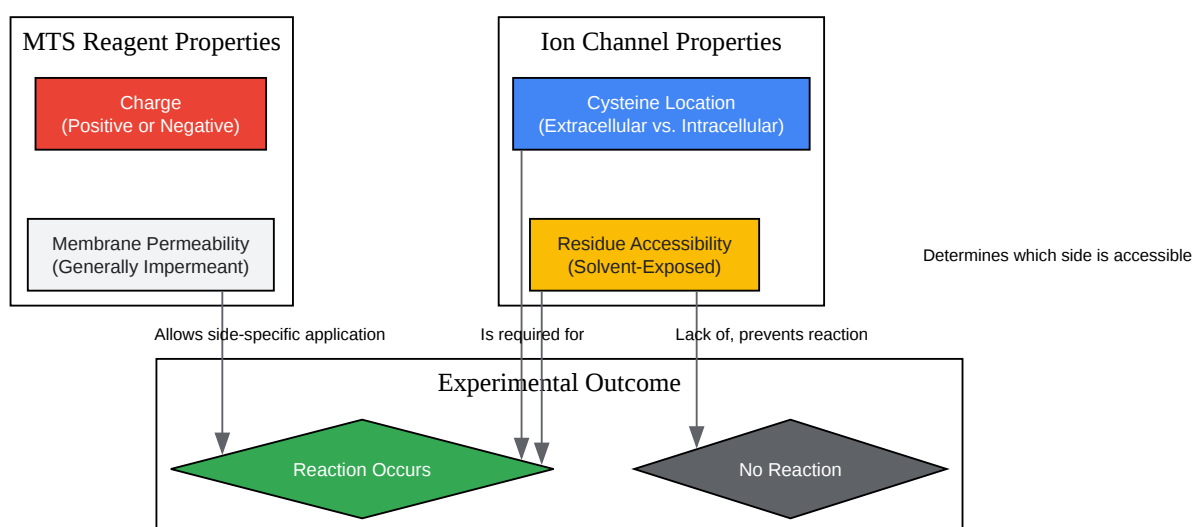 MTS Reagent Properties
Charge
(Positive or Negative)
Membrane Permeability
(Generally Impermeant)
Ion Channel Properties
Cysteine Location
(Extracellular vs. Intracellular)
Residue Accessibility
(Solvent-Exposed)
Determines which side is accessible
Allows side-specific application
Is required for
Lack of, prevents reaction
Experimental Outcome
Reaction Occurs
No Reaction